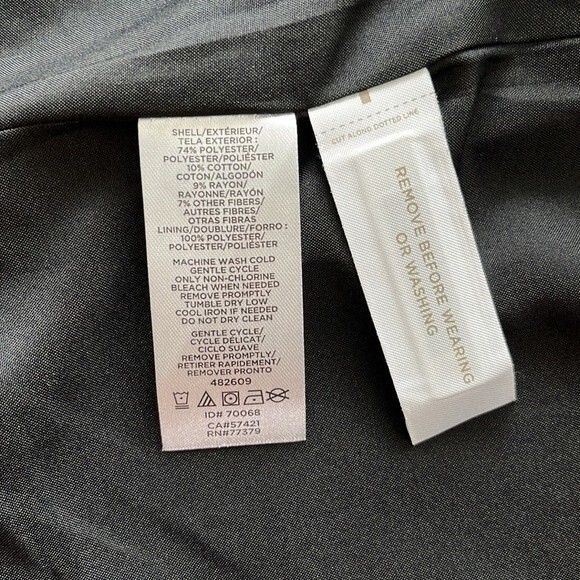 SHELL/EXTÉRIEUR/
TELA EXTERIOR :
74% POLYESTER/
POLYESTER/POLIÉSTER
10% COTTON/
COTON/ALGODÓN
9% RAYON/
RAYONNE/RAYÓN
7% OTHER FIBERS/
AUTRES FIBRES/
OTRAS FIBRAS
LINING/DOUBLURE/FORRO :
100% POLYESTER/
POLYESTER/POLIÉSTER
MACHINE WASH COLD
GENTLE CYCLE
ONLY NON-CHLORINE
BLEACH WHEN NEEDED
REMOVE PROMPTLY
TUMBLE DRY LOW
COOL IRON IF NEEDED
DO NOT DRY CLEAN
GENTLE CYCLE/
CYCLE DÉLICAT/
CICLO SUAVE
REMOVE PROMPTLY/
RETIRER RAPIDEMENT/
REMOVER PRONTO
482609
ID# 70068
CA#57421
RN#77379
CUT ALONG DOTTED LINE
REMOVE BEFORE WEARING
OR WASHING